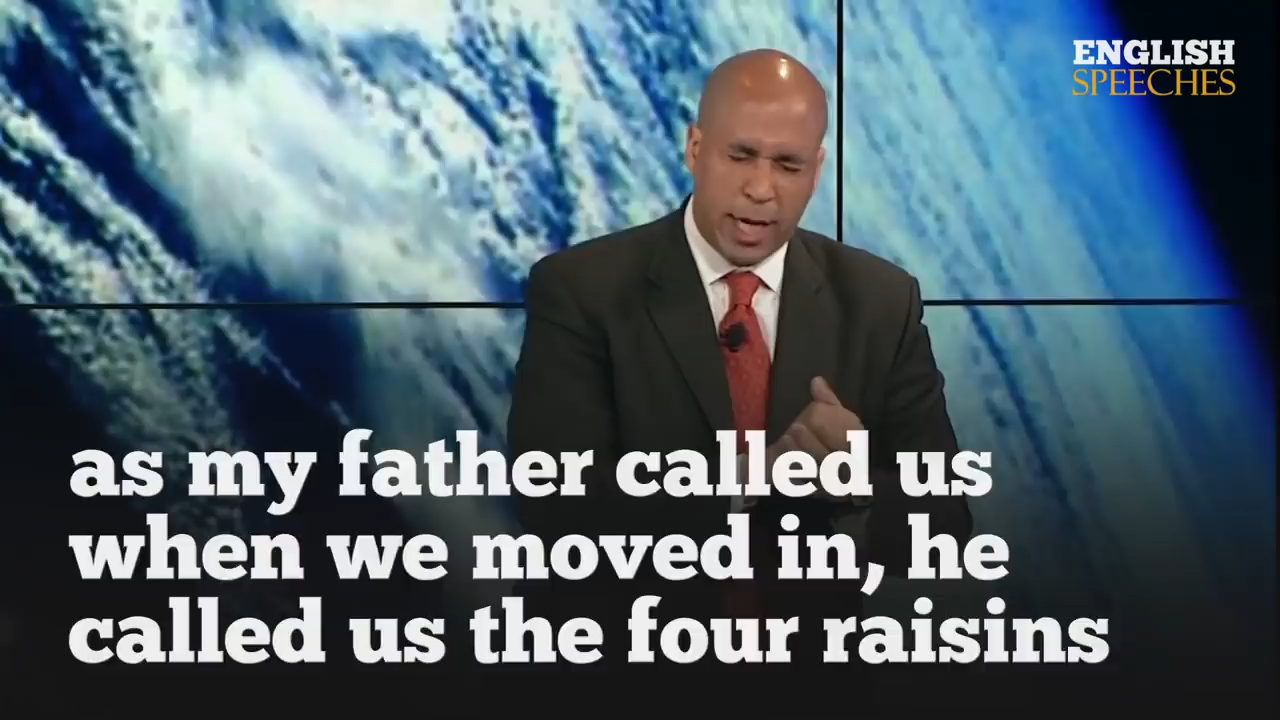 ENGLISH
SPEECHES
as my father called us
when we moved in, he
called us the four raisins